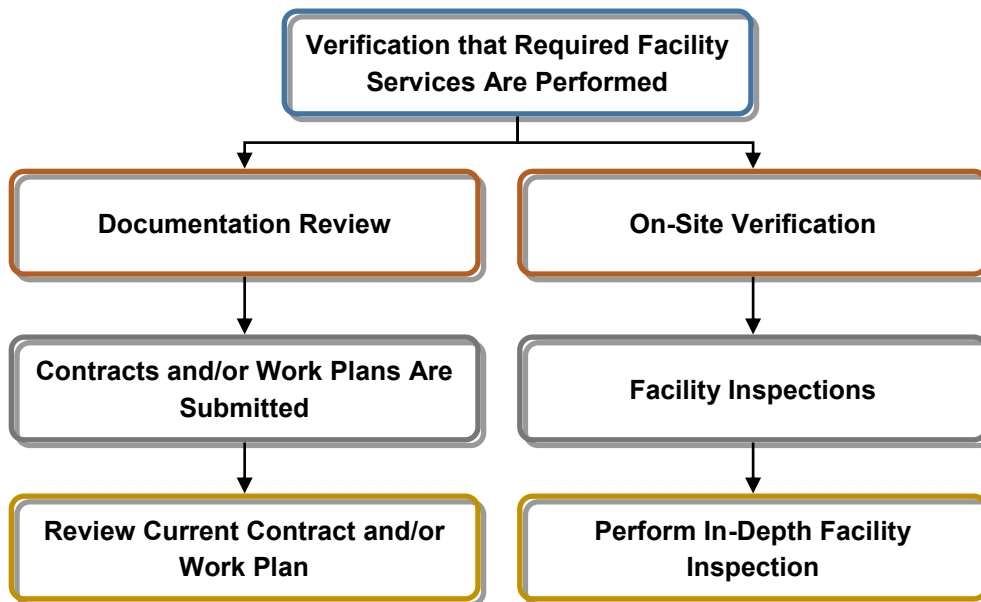 Verification that Required Facility
Services Are Performed
Documentation Review
On-Site Verification
Contracts and/or Work Plans Are
Submitted
Facility Inspections
Review Current Contract and/or
Work Plan
Perform In-Depth Facility
Inspection